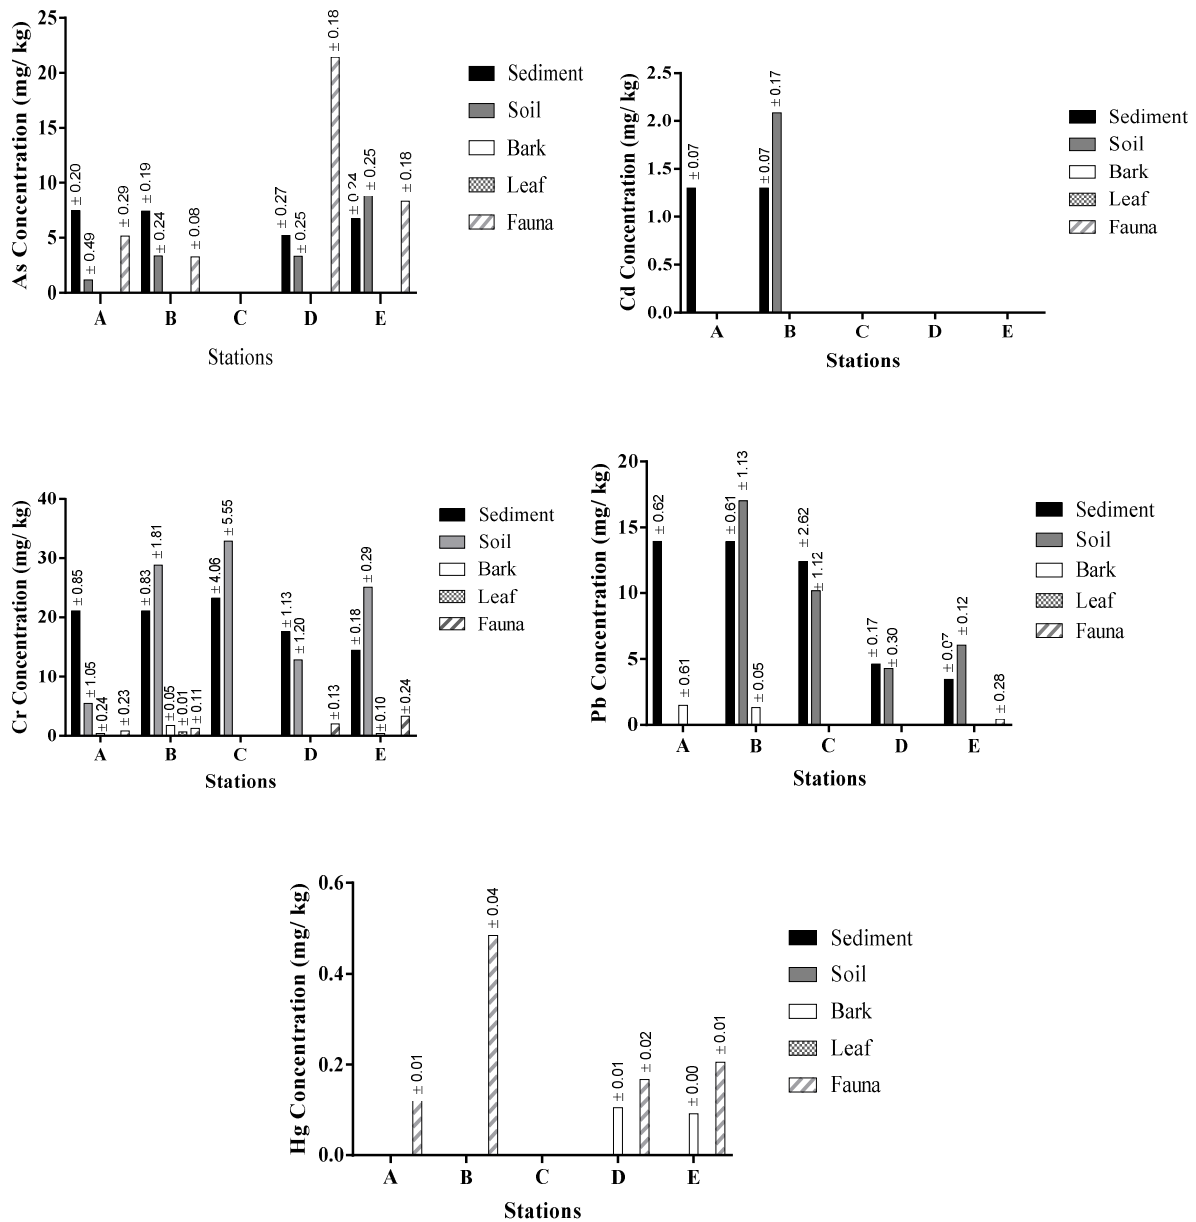 As Concentration (mg/ kg)
25
20
15
10
5
0
± 0.20
± 0.49
± 0.29
± 0.19
± 0.24
± 0.08
± 0.27
± 0.25
± 0.18
± 0.24
± 0.25
± 0.18
A B C D E
Stations
Sediment
Soil
Bark
Leaf
Fauna
Cd Concentration (mg/ kg)
2.5
2.0
1.5
1.0
0.5
0.0
± 0.07
± 0.07
± 0.17
A B C D E
Stations
Sediment
Soil
Bark
Leaf
Fauna
Cr Concentration (mg/ kg)
40
30
20
10
0
± 0.85
± 1.05
± 0.24
± 0.23
± 0.83
± 1.81
± 0.05
± 0.01
± 0.11
± 4.06
± 5.55
± 1.13
± 1.20
± 0.13
± 0.18
± 0.29
± 0.10
± 0.24
A B C D E
Stations
Sediment
Soil
Bark
Leaf
Fauna
Pb Concentration (mg/ kg)
20
15
10
5
0
± 0.62
± 0.61
± 0.61
± 1.13
± 0.05
± 2.62
± 1.12
± 0.17
± 0.30
± 0.07
± 0.12
± 0.28
A B C D E
Stations
Sediment
Soil
Bark
Leaf
Fauna
Hg Concentration (mg/ kg)
0.6
0.4
0.2
0.0
± 0.01
± 0.04
± 0.01
± 0.02
± 0.00
± 0.01
A B C D E
Stations
Sediment
Soil
Bark
Leaf
Fauna